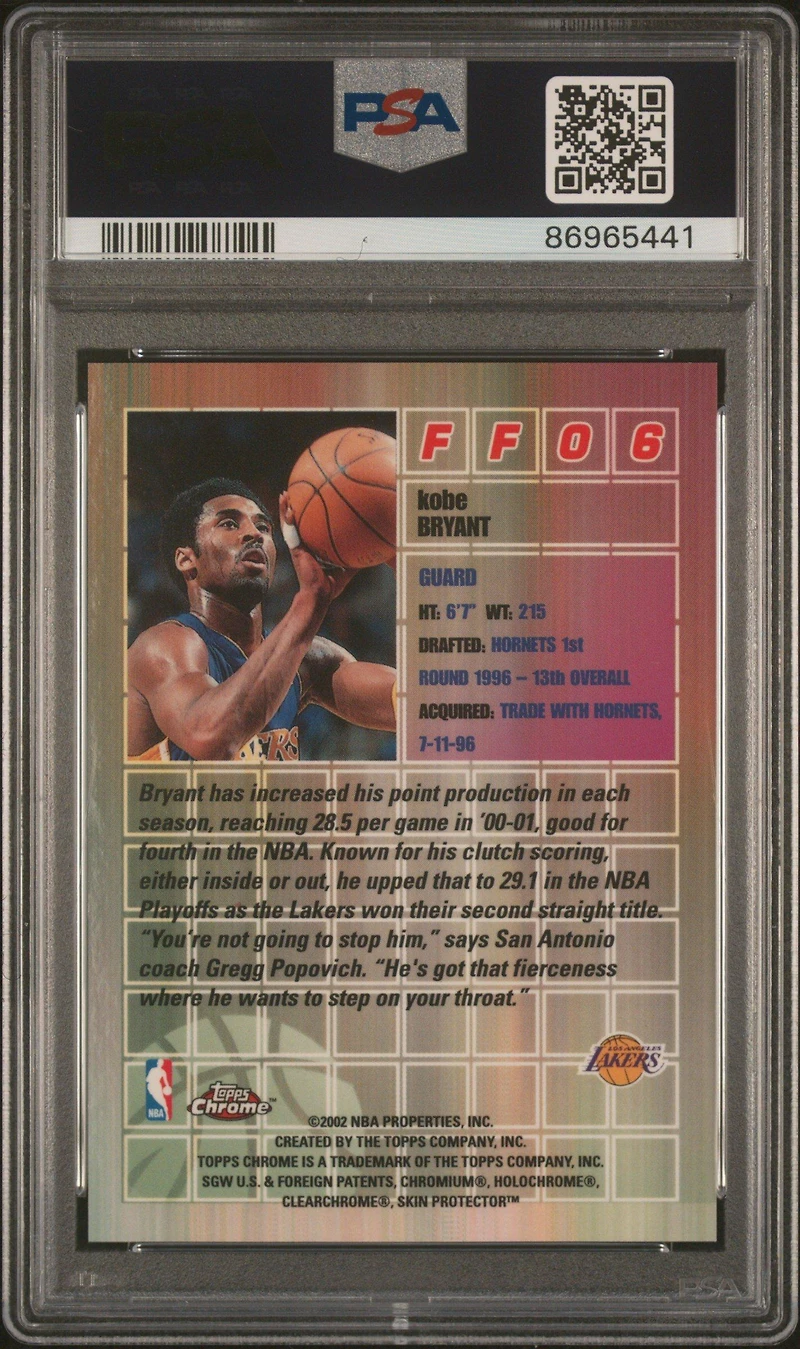 PSA
86965441
FF06
kobe
BRYANT
GUARD
HT: 6'7" WT: 215
DRAFTED: HORNETS 1st
ROUND 1996 – 13th OVERALL
ACQUIRED: TRADE WITH HORNETS,
7-11-96
ERS
Bryant has increased his point production in each
season, reaching 28.5 per game in '00-01, good for
fourth in the NBA. Known for his clutch scoring,
either inside or out, he upped that to 29.1 in the NBA
Playoffs as the Lakers won their second straight title.
"You're not going to stop him," says San Antonio
coach Gregg Popovich. "He's got that fierceness
where he wants to step on your throat."
LOS ANGELES
LAKERS
NBA
Topps
Chrome™
©2002 NBA PROPERTIES, INC.
CREATED BY THE TOPPS COMPANY, INC.
TOPPS CHROME IS A TRADEMARK OF THE TOPPS COMPANY, INC.
SGW U.S. & FOREIGN PATENTS, CHROMIUM®, HOLOCHROME®,
CLEARCHROME®, SKIN PROTECTOR™
PSA